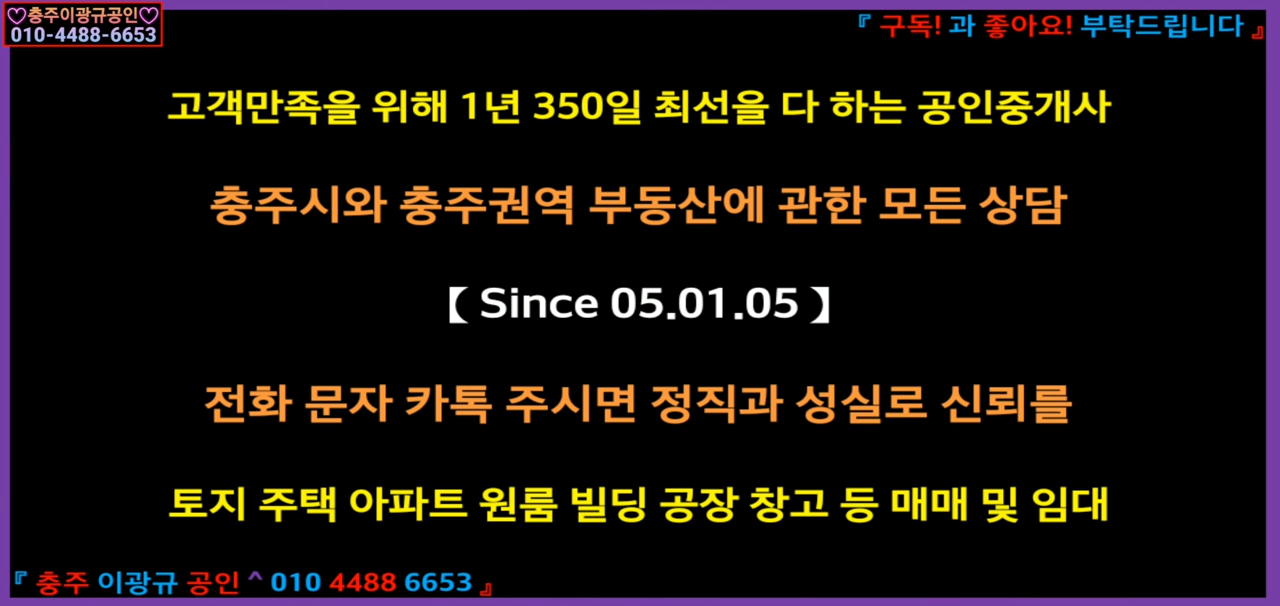 ♡충주이광규공인♡
010-4488-6653
『 구독! 과 좋아요! 부탁드립니다 』
고객만족을 위해 1년 350일 최선을 다 하는 공인중개사
충주시와 충주권역 부동산에 관한 모든 상담
【 Since 05.01.05 】
전화 문자 카톡 주시면 정직과 성실로 신뢰를
토지 주택 아파트 원룸 빌딩 공장 창고 등 매매 및 임대
『 충주 이광규 공인 ^ 010 4488 6653 』